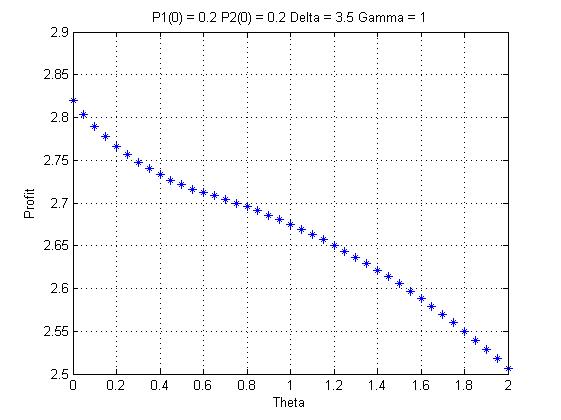 P1(0) = 0.2 P2(0) = 0.2 Delta = 3.5 Gamma = 1
2.9
2.85
2.8
2.75
2.7
2.65
2.6
2.55
2.5
Profit
0 0.2 0.4 0.6 0.8 1 1.2 1.4 1.6 1.8 2
Theta